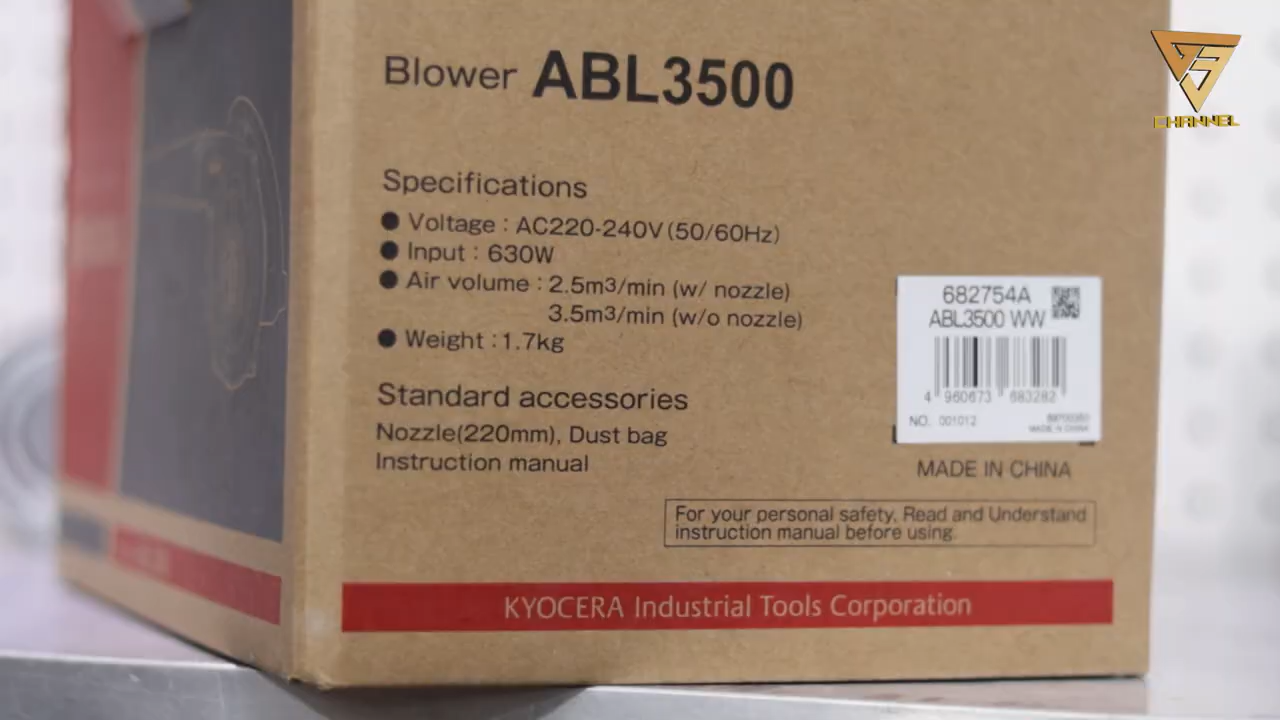 Blower ABL3500
Specifications
● Voltage : AC220-240V (50/60Hz)
● Input : 630W
● Air volume : 2.5m3/min (w/ nozzle)
3.5m3/min (w/o nozzle)
● Weight : 1.7kg
Standard accessories
Nozzle(220mm), Dust bag
Instruction manual
682754A
ABL3500 WW
4 960673 683282
NO. 001012
MADE IN CHINA
MADE IN CHINA
For your personal safety, Read and Understand
instruction manual before using.
KYOCERA Industrial Tools Corporation
CHANNEL